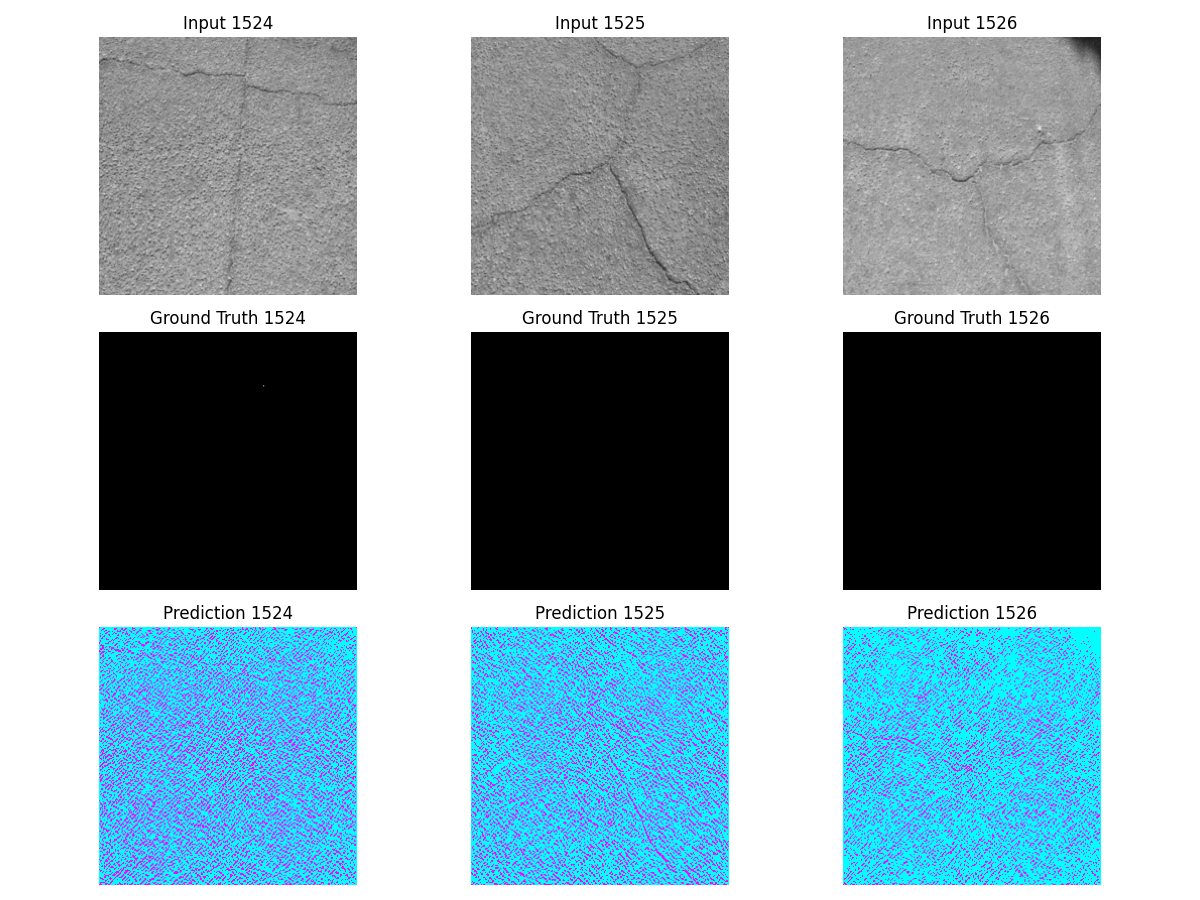 Input 1524
Input 1525
Input 1526
Ground Truth 1524
Ground Truth 1525
Ground Truth 1526
Prediction 1524
Prediction 1525
Prediction 1526